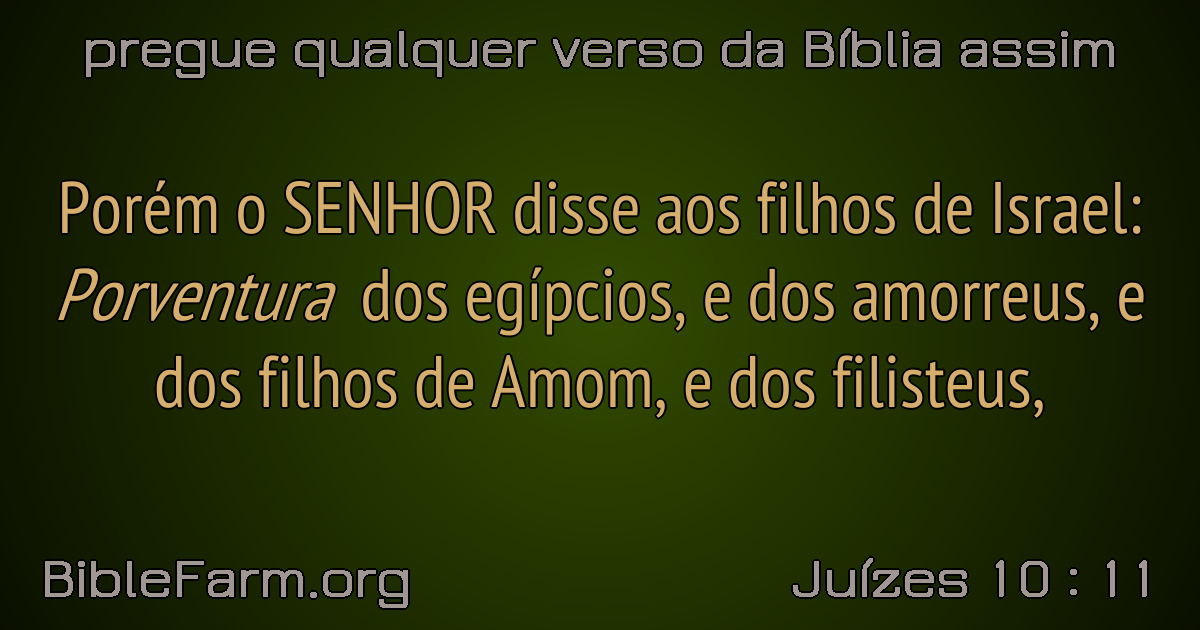 pregue qualquer verso da Bíblia assim
Porém o SENHOR disse aos filhos de Israel:
Porventura dos egípcios, e dos amorreus, e
dos filhos de Amom, e dos filisteus,
BibleFarm.org
Juízes 10 : 11